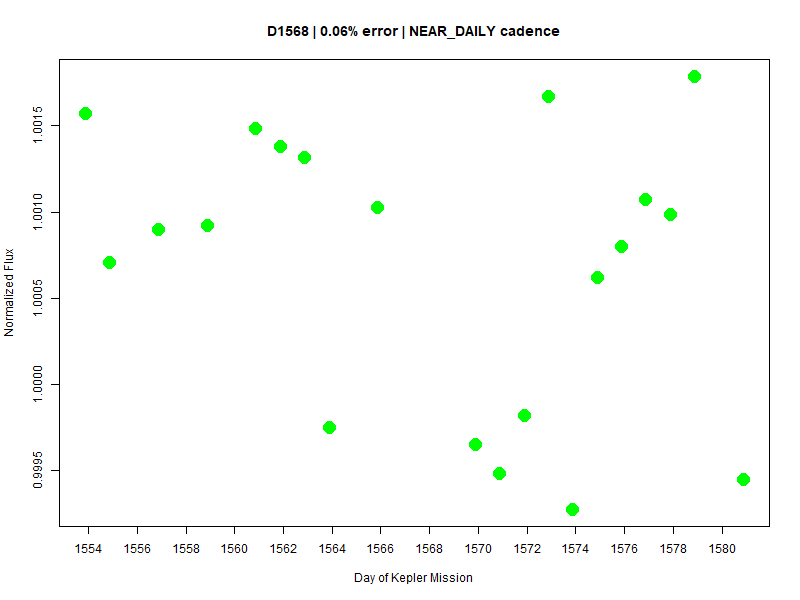 D1568 | 0.06% error | NEAR_DAILY cadence
Normalized Flux
1.0015
1.0010
1.0005
1.0000
0.9995
1554 1556 1558 1560 1562 1564 1566 1568 1570 1572 1574 1576 1578 1580
Day of Kepler Mission